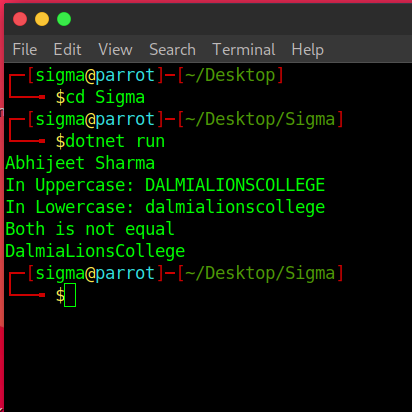 File Edit View Search Terminal Help
┌─[sigma@parrot]─[~/Desktop]
└──╼ $cd Sigma
┌─[sigma@parrot]─[~/Desktop/Sigma]
└──╼ $dotnet run
Abhijeet Sharma
In Uppercase: DALMIALIONSCOLLEGE
In Lowercase: dalmialionscollege
Both is not equal
DalmiaLionsCollege
┌─[sigma@parrot]─[~/Desktop/Sigma]
└──╼ $